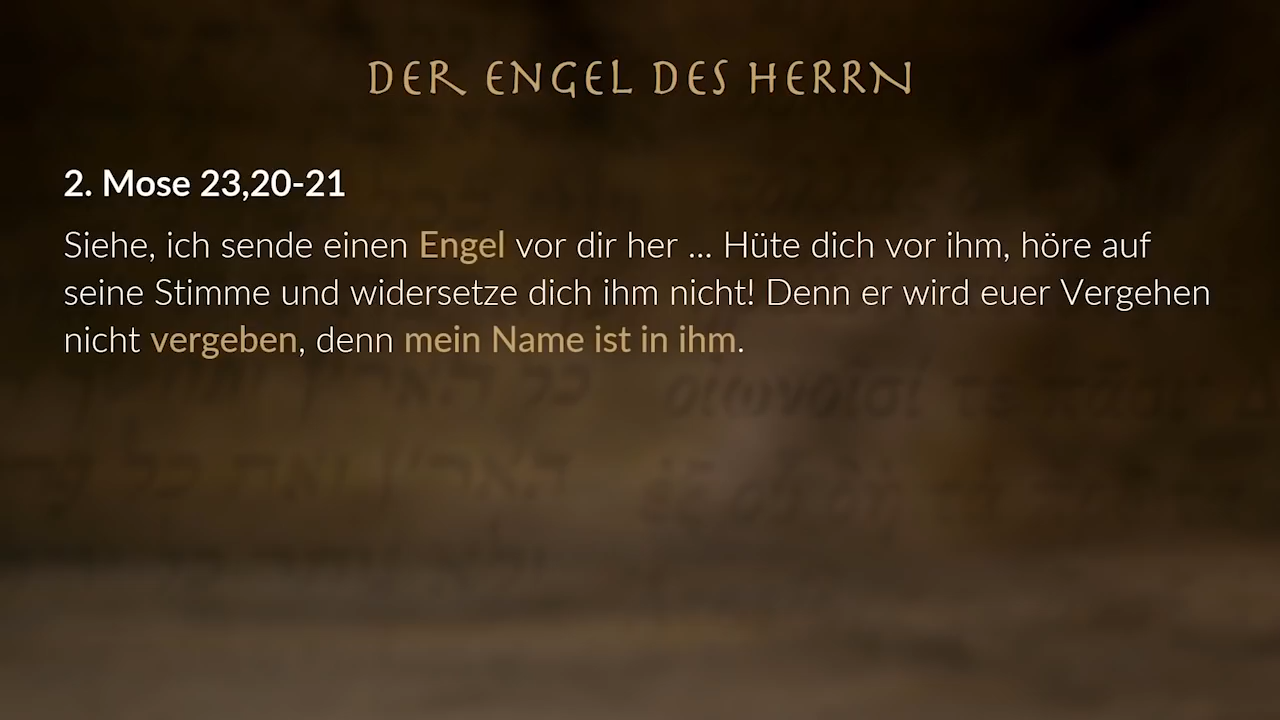 DER ENGEL DES HERRN
2. Mose 23,20-21
Siehe, ich sende einen Engel vor dir her ... Hüte dich vor ihm, höre auf
seine Stimme und widersetze dich ihm nicht! Denn er wird euer Vergehen
nicht vergeben, denn mein Name ist in ihm.